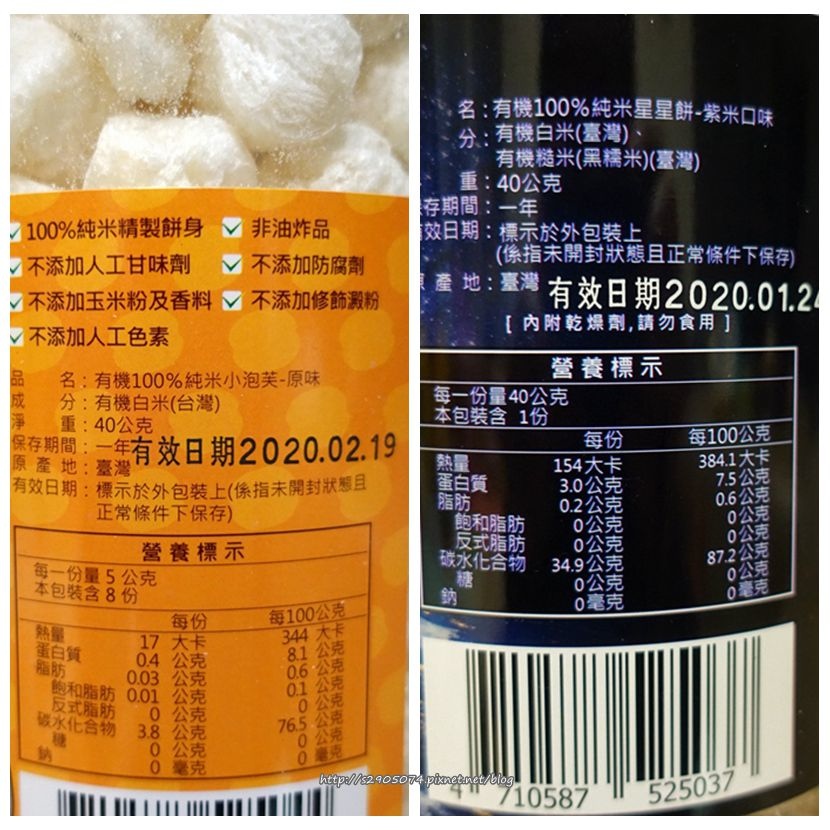 100%純米精製餅身 非油炸品
不添加人工甘味劑 不添加防腐劑
不添加玉米粉及香料 不添加修飾澱粉
不添加人工色素
品 名：有機100%純米小泡芙-原味
成 分：有機白米(台灣)
淨 重：40公克
保存期間：一年
有效日期2020.02.19
原產地：臺灣
有效日期：標示於外包裝上(係指未開封狀態且
正常條件下保存)
營養標示
每一份量 5 公克
本包裝含 8 份
每份 每100公克
熱量 17 大卡 344 大卡
蛋白質 0.4 公克 8.1 公克
脂肪 0.03 公克 0.6 公克
飽和脂肪 0.01 公克 0.1 公克
反式脂肪 0 公克 0 公克
碳水化合物 3.8 公克 76.5 公克
糖 0 公克 0 公克
鈉 0 毫克 0 毫克
名：有機100%純米星星餅-紫米口味
分：有機白米(臺灣)、
有機糙米(黑糯米)(臺灣)
重：40公克
存期間：一年
效日期：標示於外包裝上
(係指未開封狀態且正常條件下保存)
產地：臺灣
有效日期2020.01.24
[ 內附乾燥劑,請勿食用 ]
營養標示
每一份量40公克
本包裝含 1份
每份 每100公克
熱量 154大卡 384.1大卡
蛋白質 3.0公克 7.5公克
脂肪 0.2公克 0.6公克
飽和脂肪 0公克 0公克
反式脂肪 0公克 0公克
碳水化合物 34.9公克 87.2公克
糖 0公克 0公克
鈉 0毫克 0毫克
4 710587 525037
http://s2905074.pixnet.net/blog